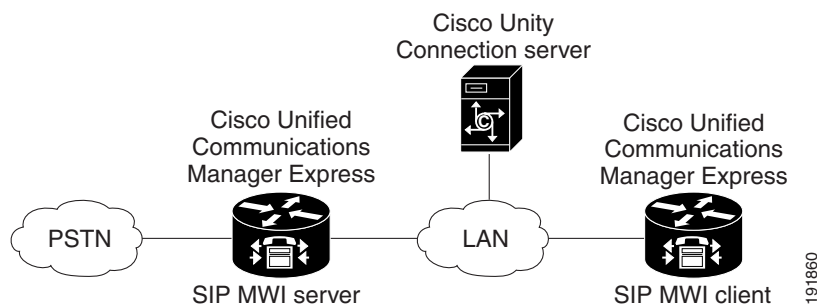 Cisco Unity
Connection server
Cisco Unified
Communications
Manager Express
Cisco Unified
Communications
Manager Express
PSTN
LAN
SIP MWI server
SIP MWI client
191860